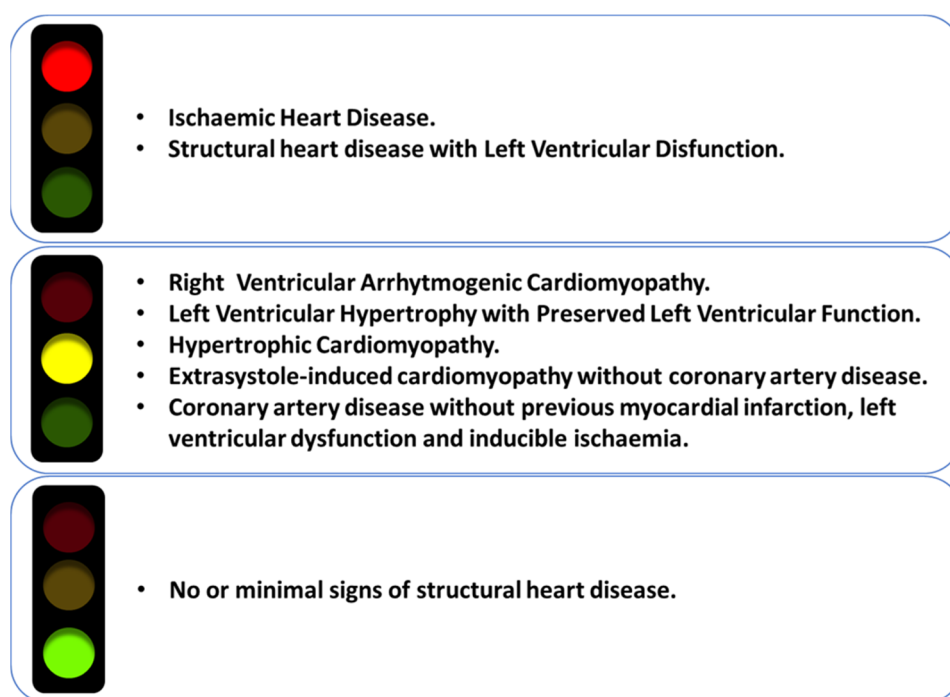 • Ischaemic Heart Disease.
• Structural heart disease with Left Ventricular Disfunction.
• Right  Ventricular Arrhytmogenic Cardiomyopathy.
• Left Ventricular Hypertrophy with Preserved Left Ventricular Function.
• Hypertrophic Cardiomyopathy.
• Extrasystole-induced cardiomyopathy without coronary artery disease.
• Coronary artery disease without previous myocardial infarction, left
ventricular dysfunction and inducible ischaemia.
• No or minimal signs of structural heart disease.